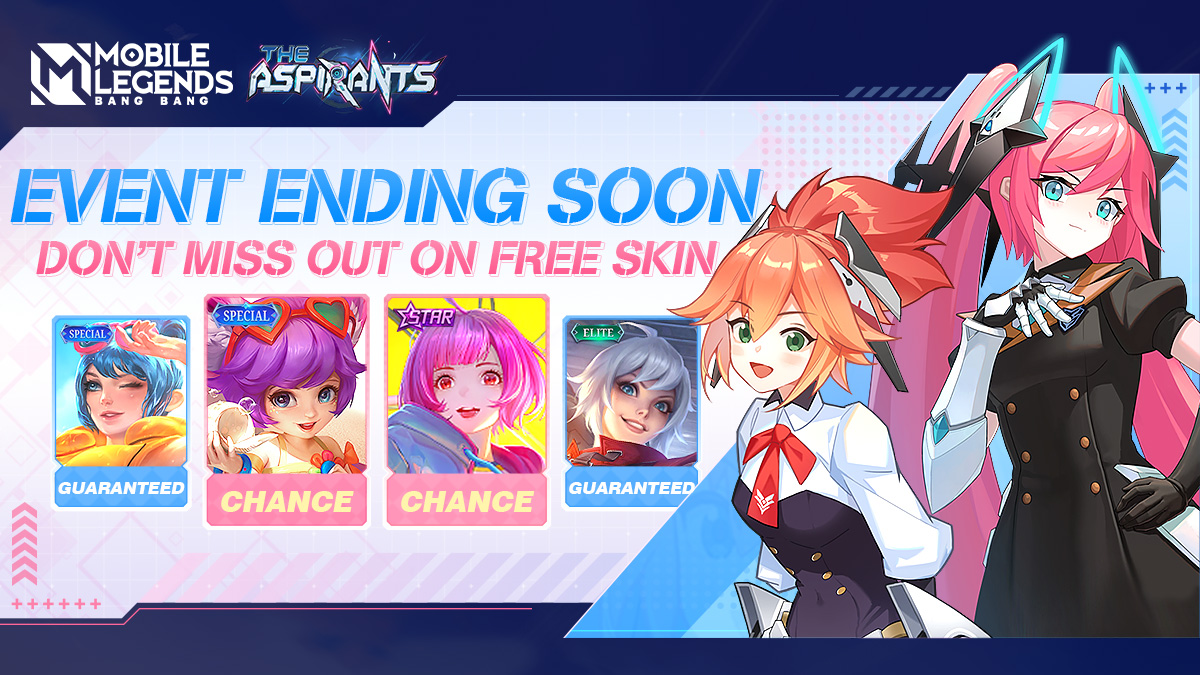 MOBILE
LEGENDS
BANG BANG
THE
ASPIRANTS
EVENT ENDING SOON
DON'T MISS OUT ON FREE SKIN
SPECIAL
SPECIAL
STAR
ELITE
GUARANTEED
CHANCE
CHANCE
GUARANTEED